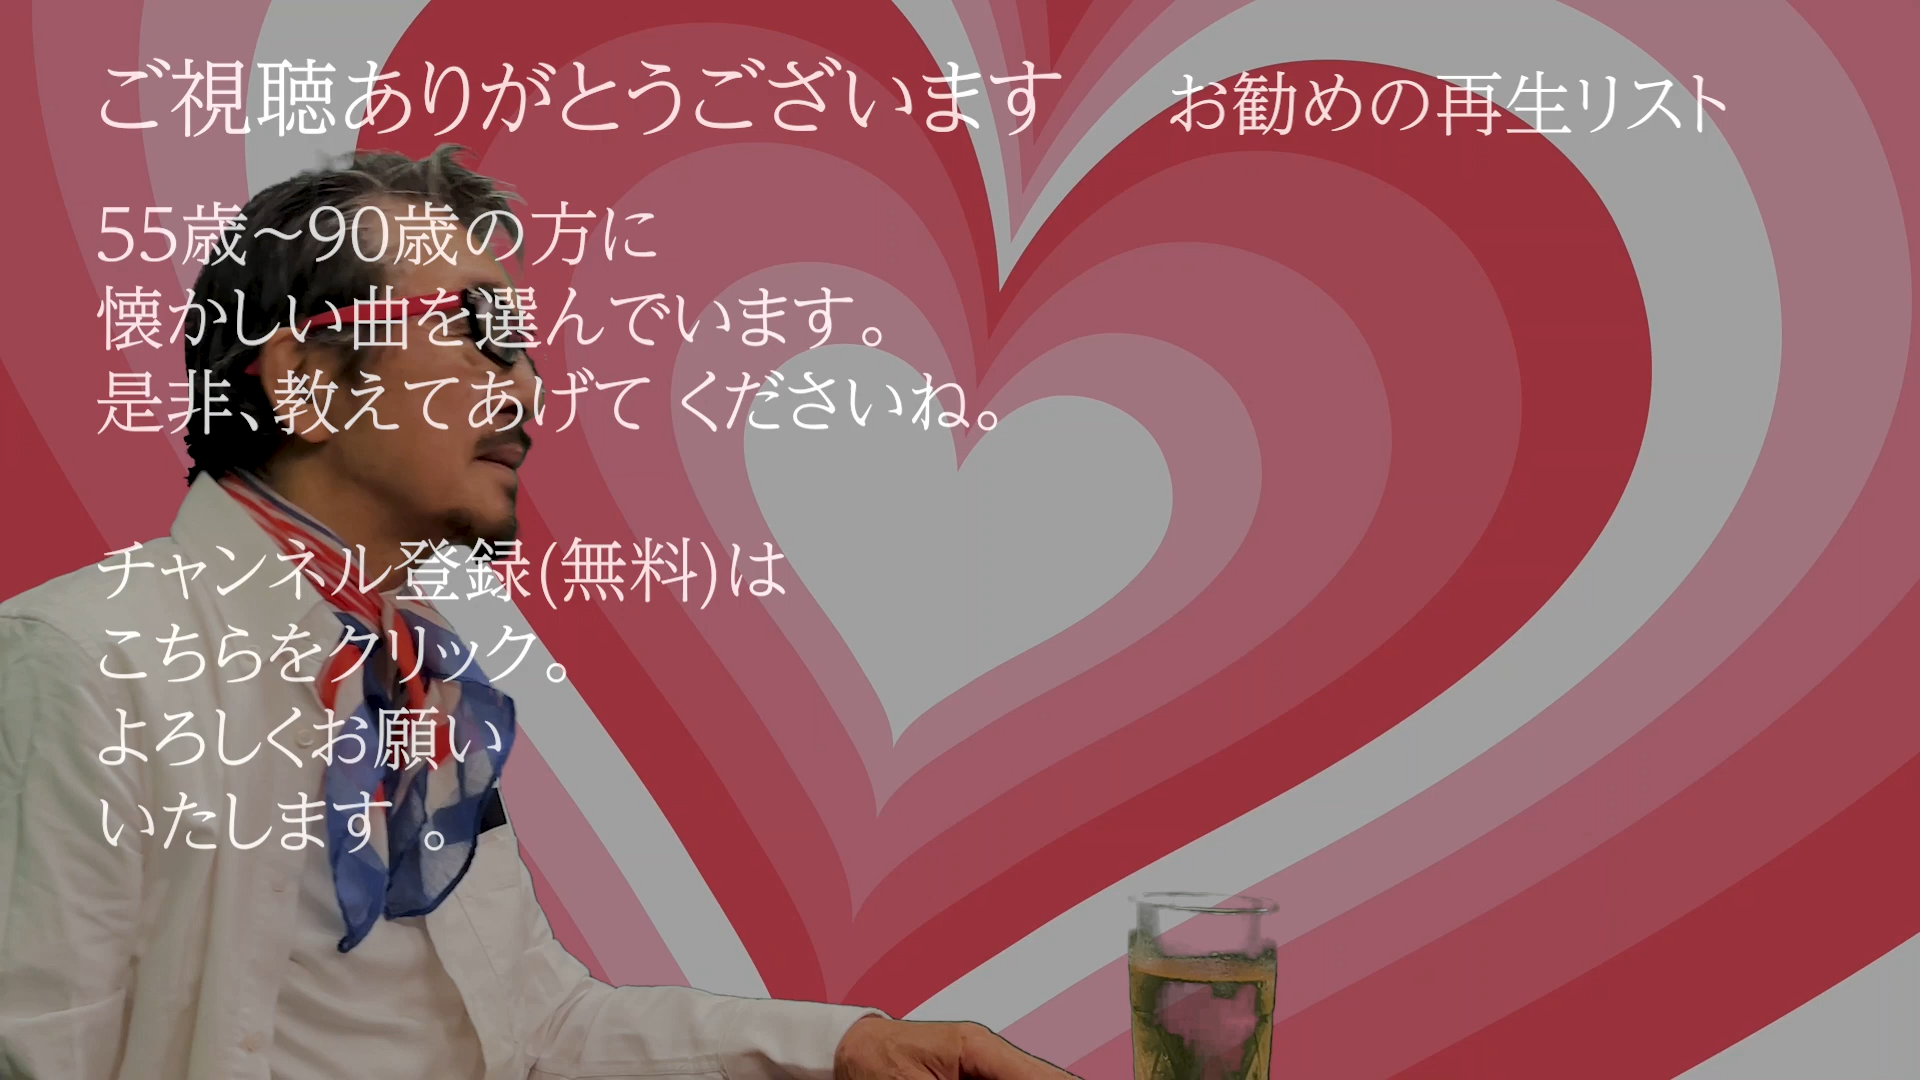 ご視聴ありがとうございます
お勧めの再生リスト
55歳~90歳の方に
懐かしい曲を選んでいます。
是非、教えてあげて くださいね。
チャンネル登録(無料)は
こちらをクリック。
よろしくお願い
いたします 。